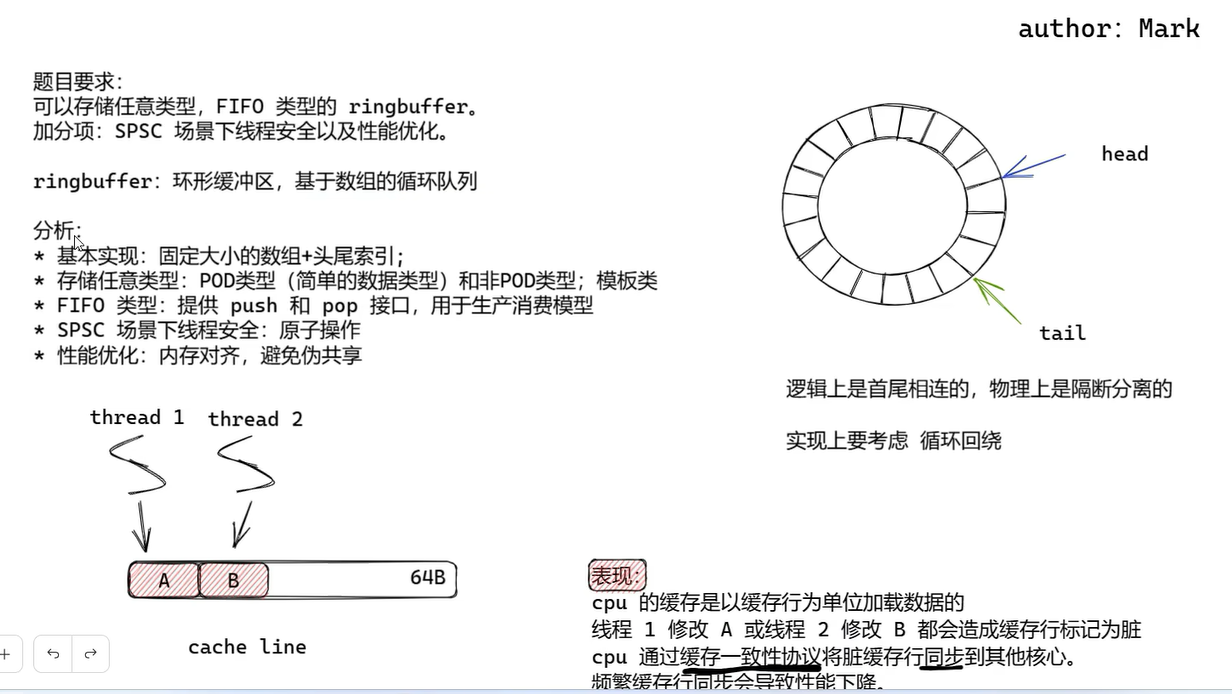 author: Mark
题目要求：
可以存储任意类型，FIFO 类型的 ringbuffer。
加分项：SPSC 场景下线程安全以及性能优化。
ringbuffer：环形缓冲区，基于数组的循环队列
分析：
* 基本实现：固定大小的数组+头尾索引；
* 存储任意类型：POD类型（简单的数据类型）和非POD类型；模板类
* FIFO 类型：提供 push 和 pop 接口，用于生产消费模型
* SPSC 场景下线程安全：原子操作
* 性能优化：内存对齐，避免伪共享
head
tail
逻辑上是首尾相连的，物理上是隔断分离的
实现上要考虑 循环回绕
thread 1 thread 2
A B 64B
cache line
表现：
cpu 的缓存是以缓存行为单位加载数据的
线程 1 修改 A 或线程 2 修改 B 都会造成缓存行标记为脏
cpu 通过缓存一致性协议将脏缓存行同步到其他核心。
频繁缓存行同步会导致性能下降。